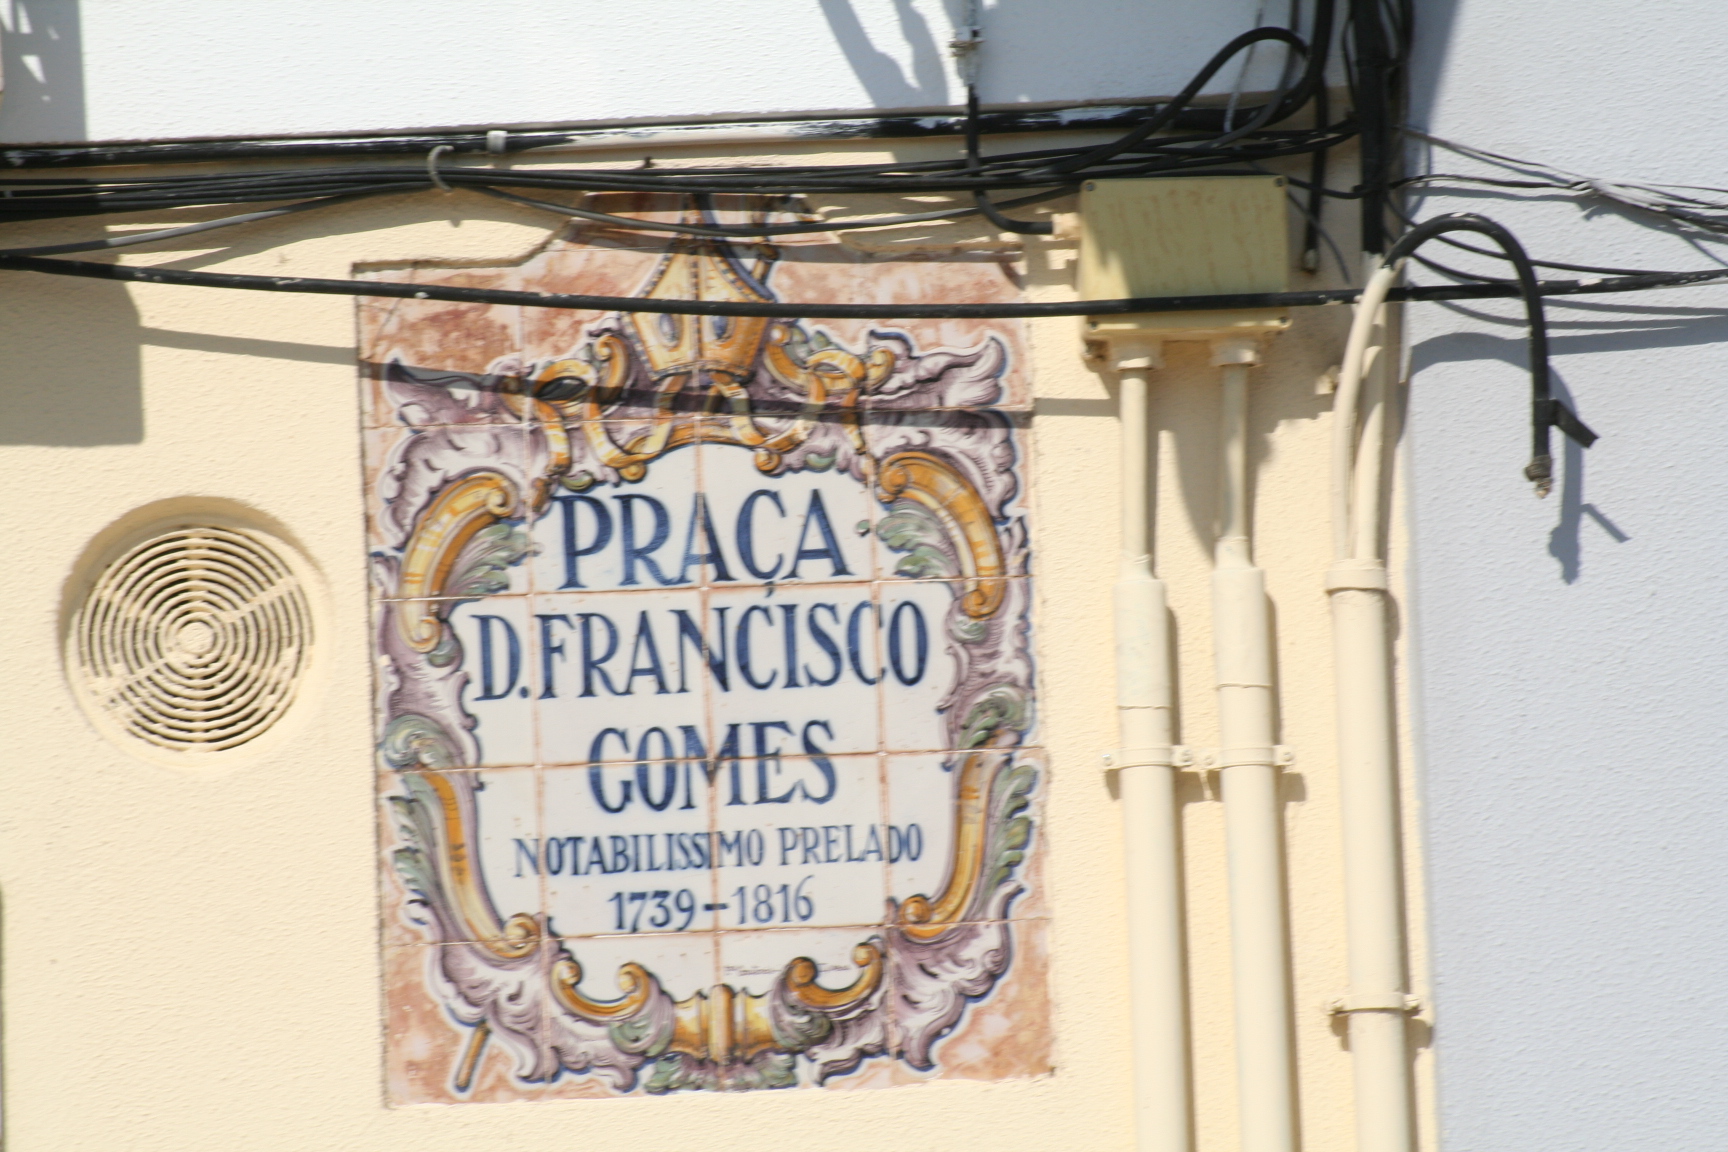 PRAÇA
D. FRANCISCO
GOMES
NOTABILISSIMO PRELADO
1739-1816